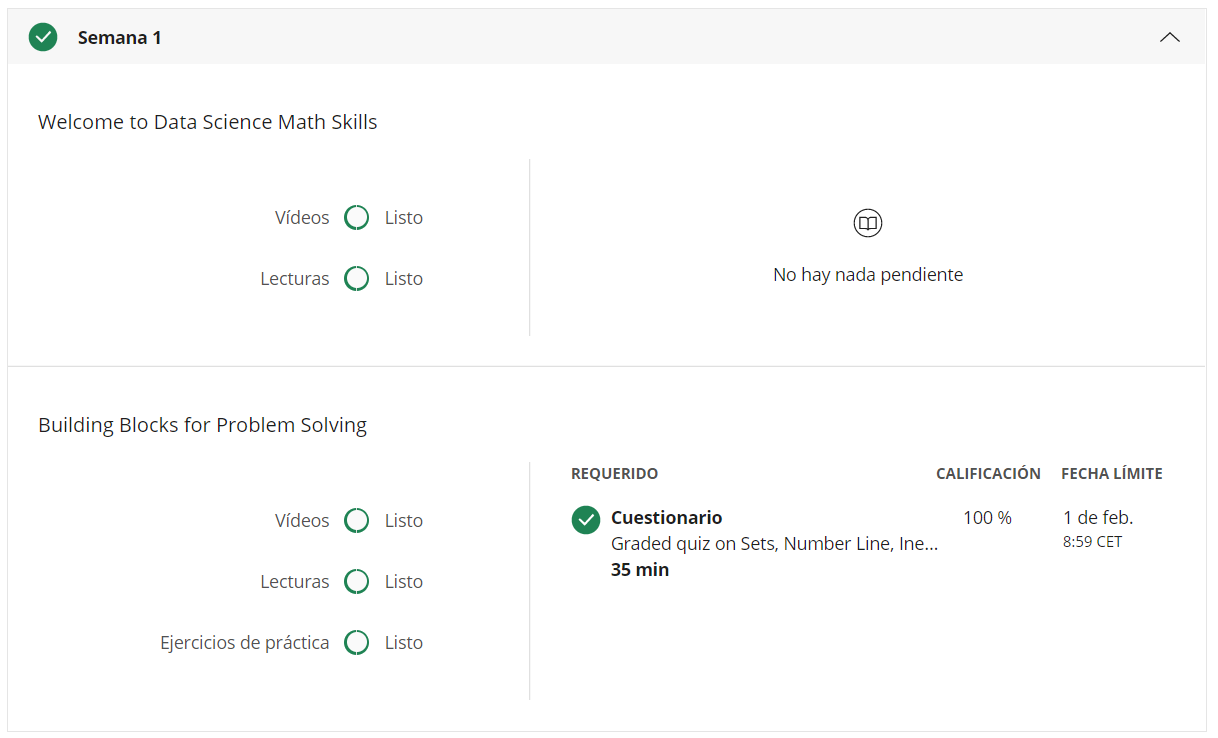 Semana 1
Welcome to Data Science Math Skills
Vídeos Listo
Lecturas Listo
No hay nada pendiente
Building Blocks for Problem Solving
Vídeos Listo
Lecturas Listo
Ejercicios de práctica Listo
REQUERIDO CALIFICACIÓN FECHA LÍMITE
Cuestionario 100 % 1 de feb.
Graded quiz on Sets, Number Line, Ine... 8:59 CET
35 min